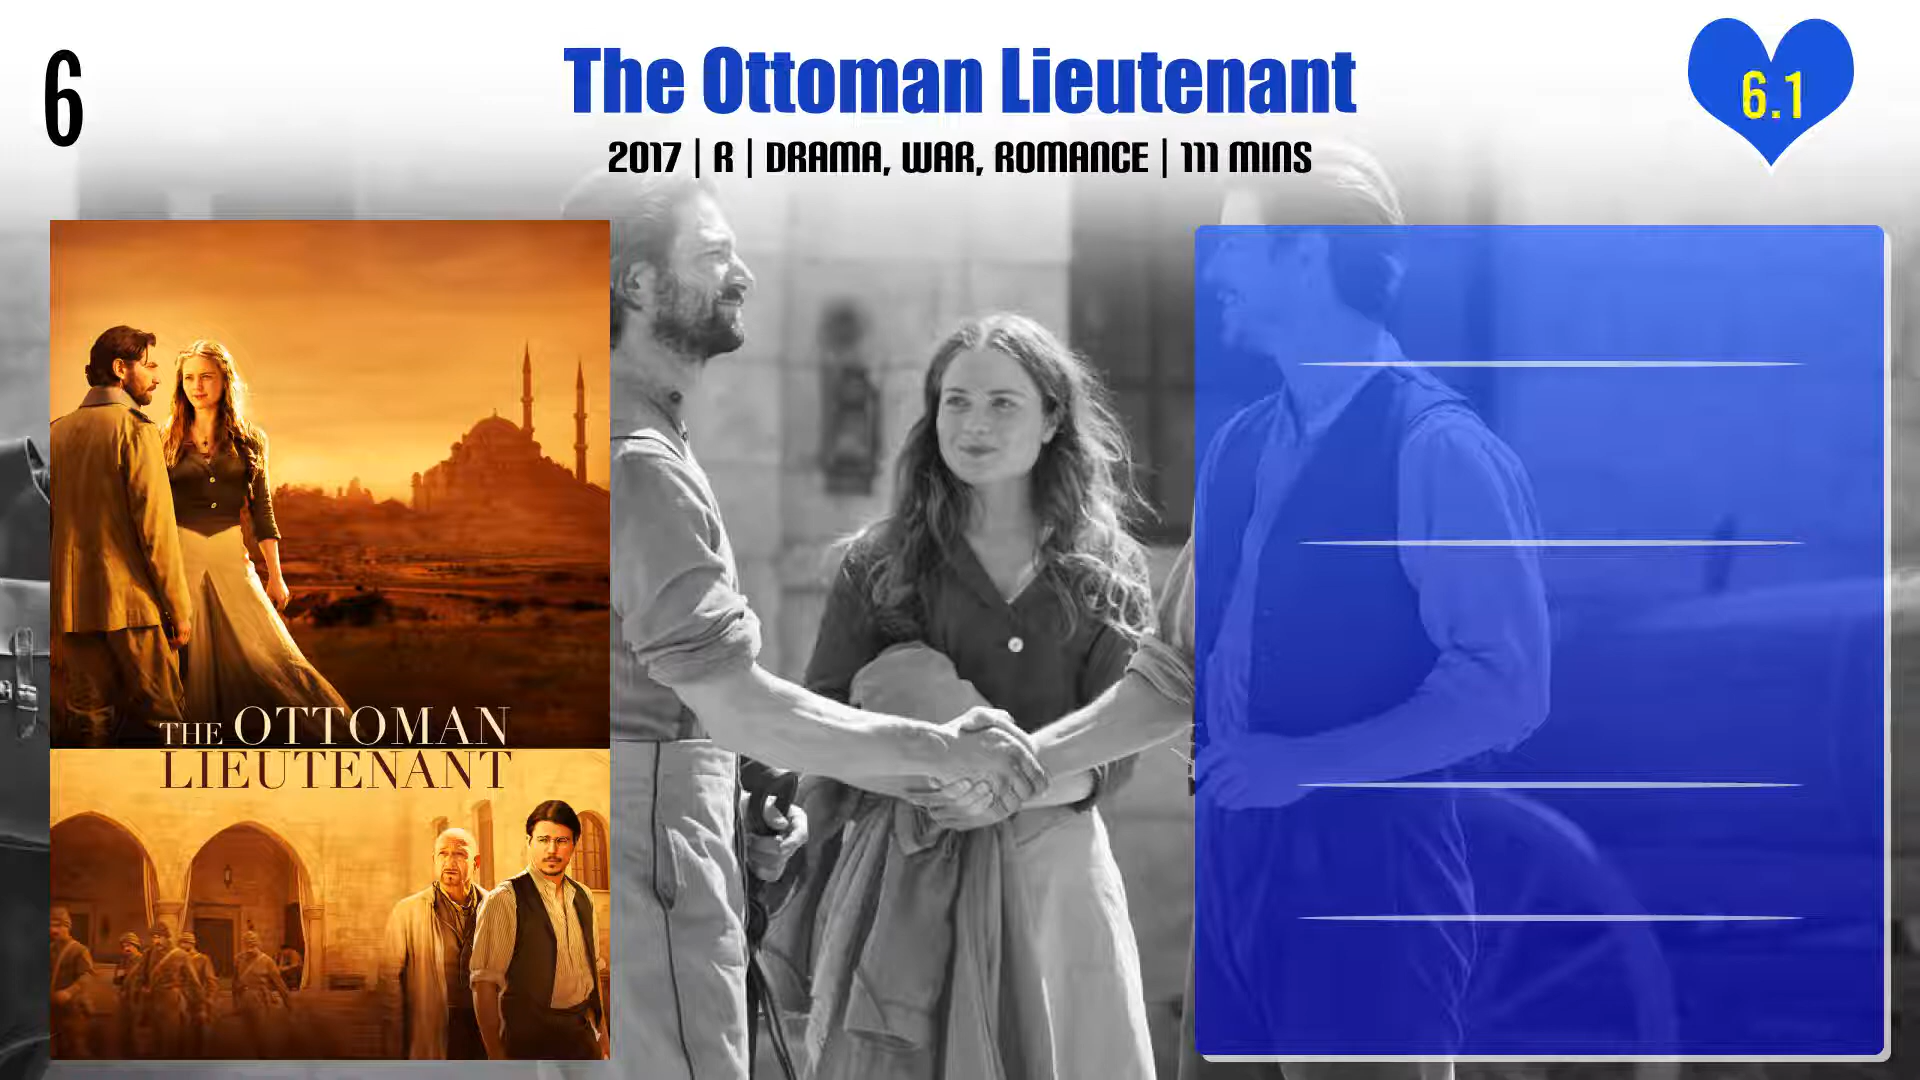 6
The Ottoman Lieutenant
6.1
2017 | R | DRAMA, WAR, ROMANCE | 111 MINS
THE OTTOMAN
LIEUTENANT